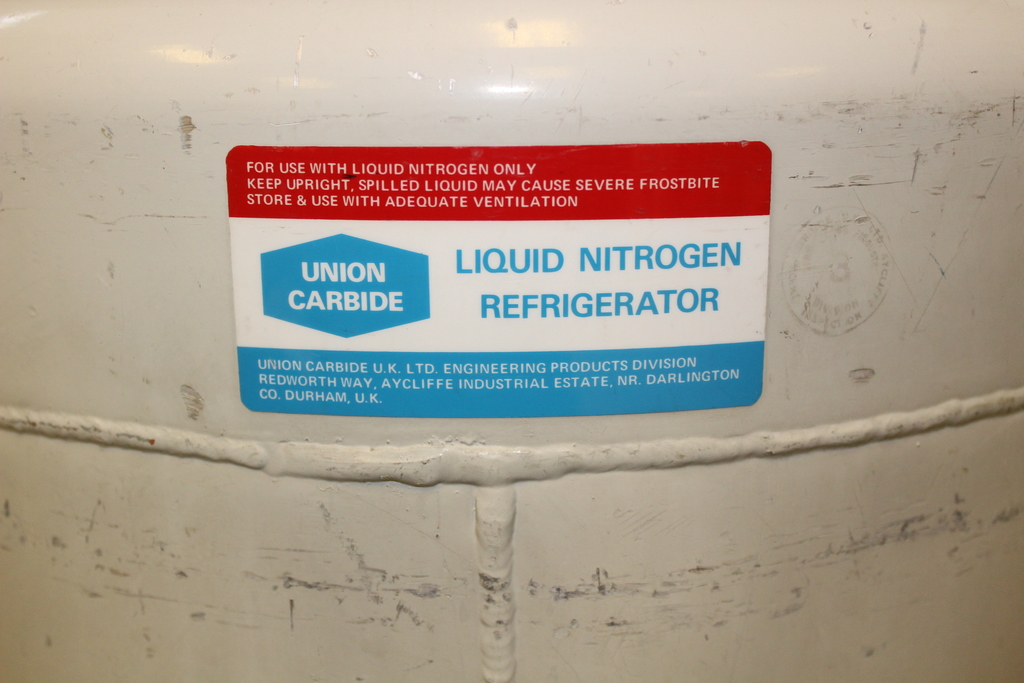 FOR USE WITH LIQUID NITROGEN ONLY
KEEP UPRIGHT, SPILLED LIQUID MAY CAUSE SEVERE FROSTBITE
STORE & USE WITH ADEQUATE VENTILATION
UNION
CARBIDE
LIQUID NITROGEN
REFRIGERATOR
UNION CARBIDE U.K. LTD. ENGINEERING PRODUCTS DIVISION
REDWORTH WAY, AYCLIFFE INDUSTRIAL ESTATE, NR. DARLINGTON
CO. DURHAM, U.K.